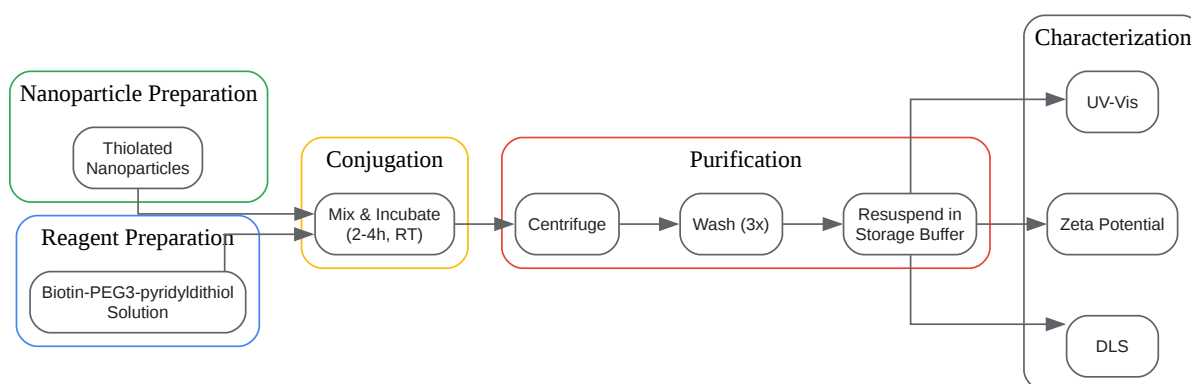 Nanoparticle Preparation
Thiolated
Nanoparticles
Reagent Preparation
Biotin-PEG3-pyridyldithiol
Solution
Conjugation
Mix & Incubate
(2-4h, RT)
Purification
Centrifuge
Wash (3x)
Resuspend in
Storage Buffer
Characterization
UV-Vis
Zeta Potential
DLS